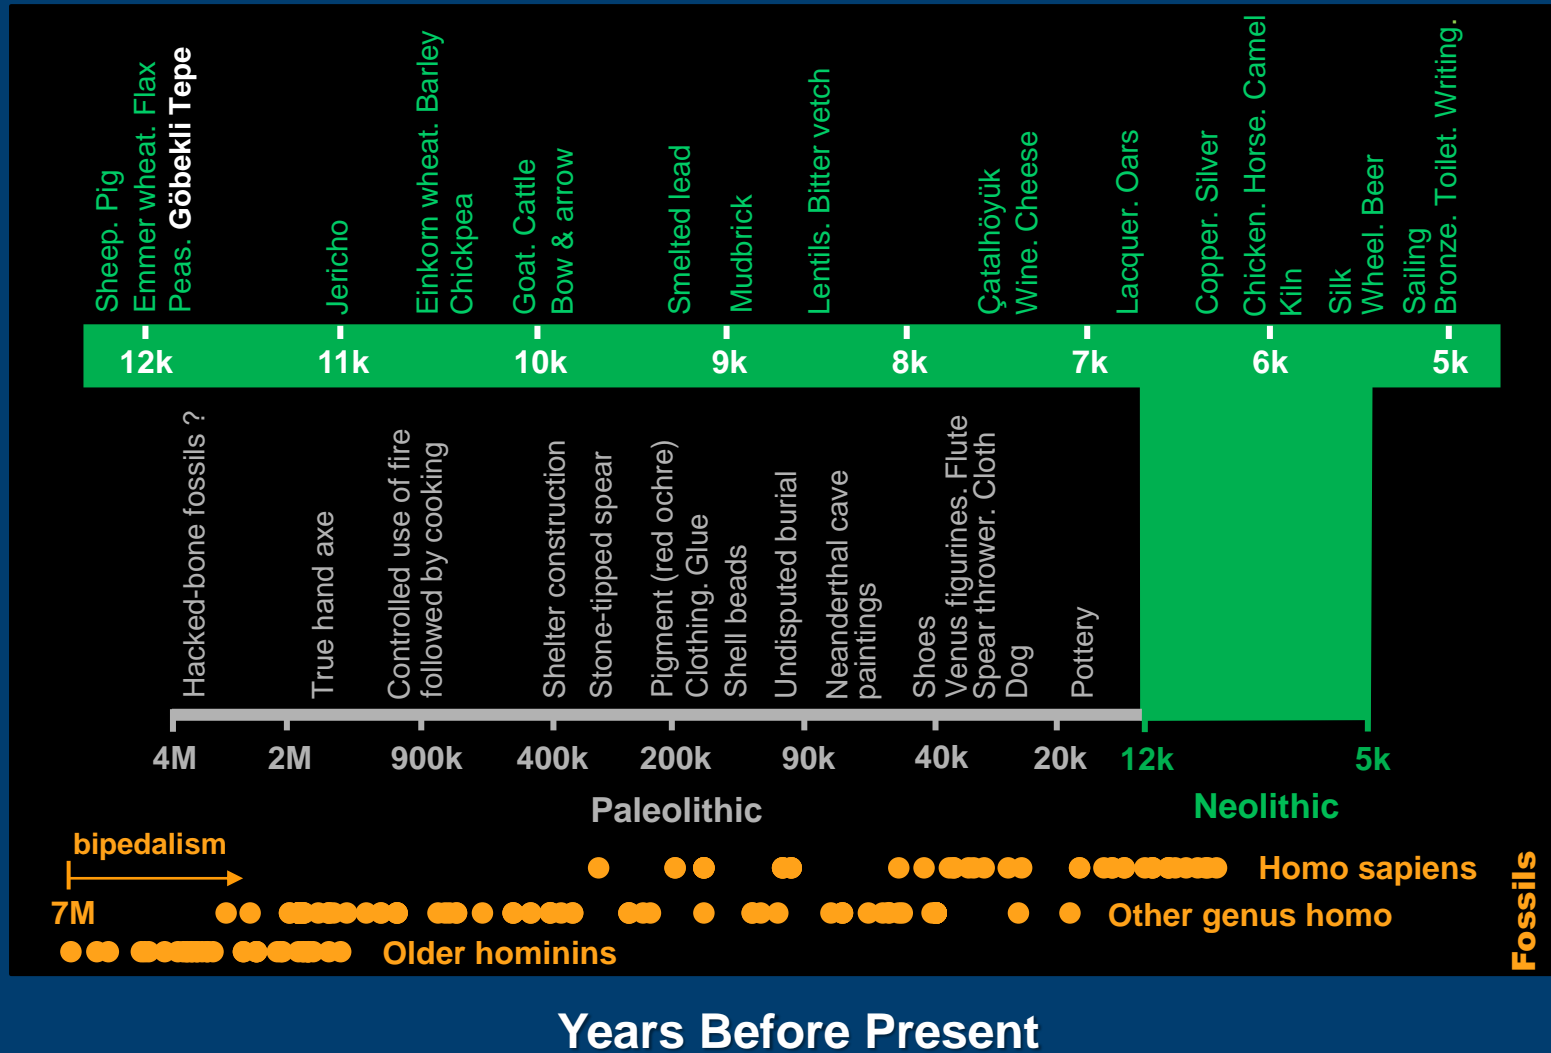 Sheep. Pig
Emmer wheat. Flax
Peas. Göbekli Tepe
Jericho
Einkorn wheat. Barley
Chickpea
Goat. Cattle
Bow & arrow
Smelted lead
Mudbrick
Lentils. Bitter vetch
Çatalhöyük
Wine. Cheese
Lacquer. Oars
Copper. Silver
Chicken. Horse. Camel
Kiln
Silk
Wheel. Beer
Sailing
Bronze. Toilet. Writing.
12k 11k 10k 9k 8k 7k 6k 5k
Hacked-bone fossils ?
True hand axe
Controlled use of fire
followed by cooking
Shelter construction
Stone-tipped spear
Pigment (red ochre)
Clothing. Glue
Shell beads
Undisputed burial
Neanderthal cave
paintings
Shoes
Venus figurines. Flute
Spear thrower. Cloth
Dog
Pottery
4M 2M 900k 400k 200k 90k 40k 20k 12k 5k
Paleolithic
Neolithic
bipedalism
7M
Homo sapiens
Other genus homo
Older hominins
Fossils
Years Before Present